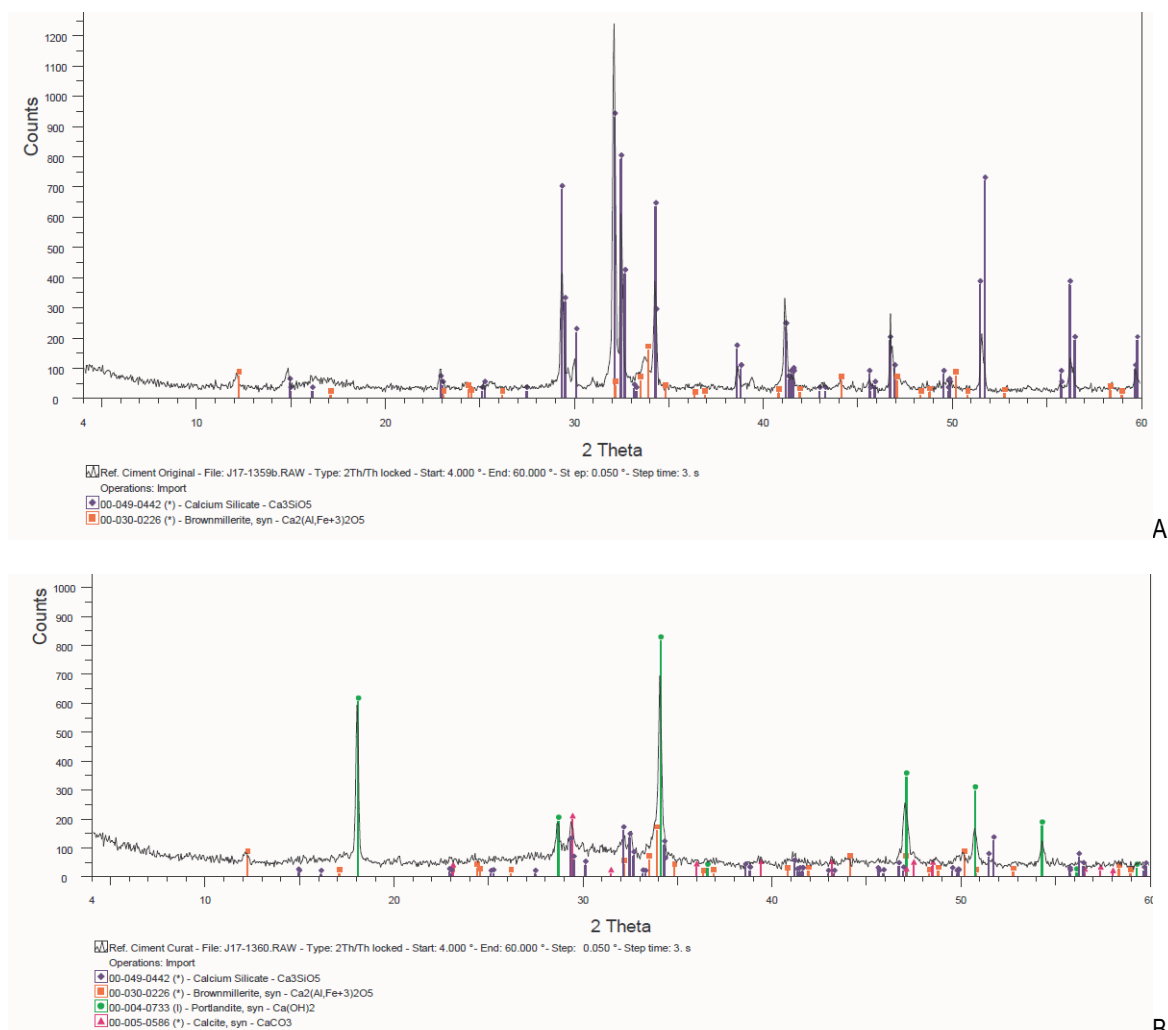 Counts
1200
1100
1000
900
800
700
600
500
400
300
200
100
0
4 10 20 30 40 50 60
2 Theta
Ref. Ciment Original - File: J17-1359b.RAW - Type: 2Th/Th locked - Start: 4.000 °- End: 60.000 °- St ep: 0.050 °- Step time: 3. s
Operations: Import
00-049-0442 (*) - Calcium Silicate - Ca3SiO5
00-030-0226 (*) - Brownmillerite, syn - Ca2(Al,Fe+3)2O5
A
Counts
1000
900
800
700
600
500
400
300
200
100
0
4 10 20 30 40 50 60
2 Theta
Ref. Ciment Curat - File: J17-1360.RAW - Type: 2Th/Th locked - Start: 4.000 °- End: 60.000 °- Step: 0.050 °- Step time: 3. s
Operations: Import
00-049-0442 (*) - Calcium Silicate - Ca3SiO5
00-030-0226 (*) - Brownmillerite, syn - Ca2(Al,Fe+3)2O5
00-004-0733 (I) - Portlandite, syn - Ca(OH)2
00-005-0586 (*) - Calcite, syn - CaCO3
B